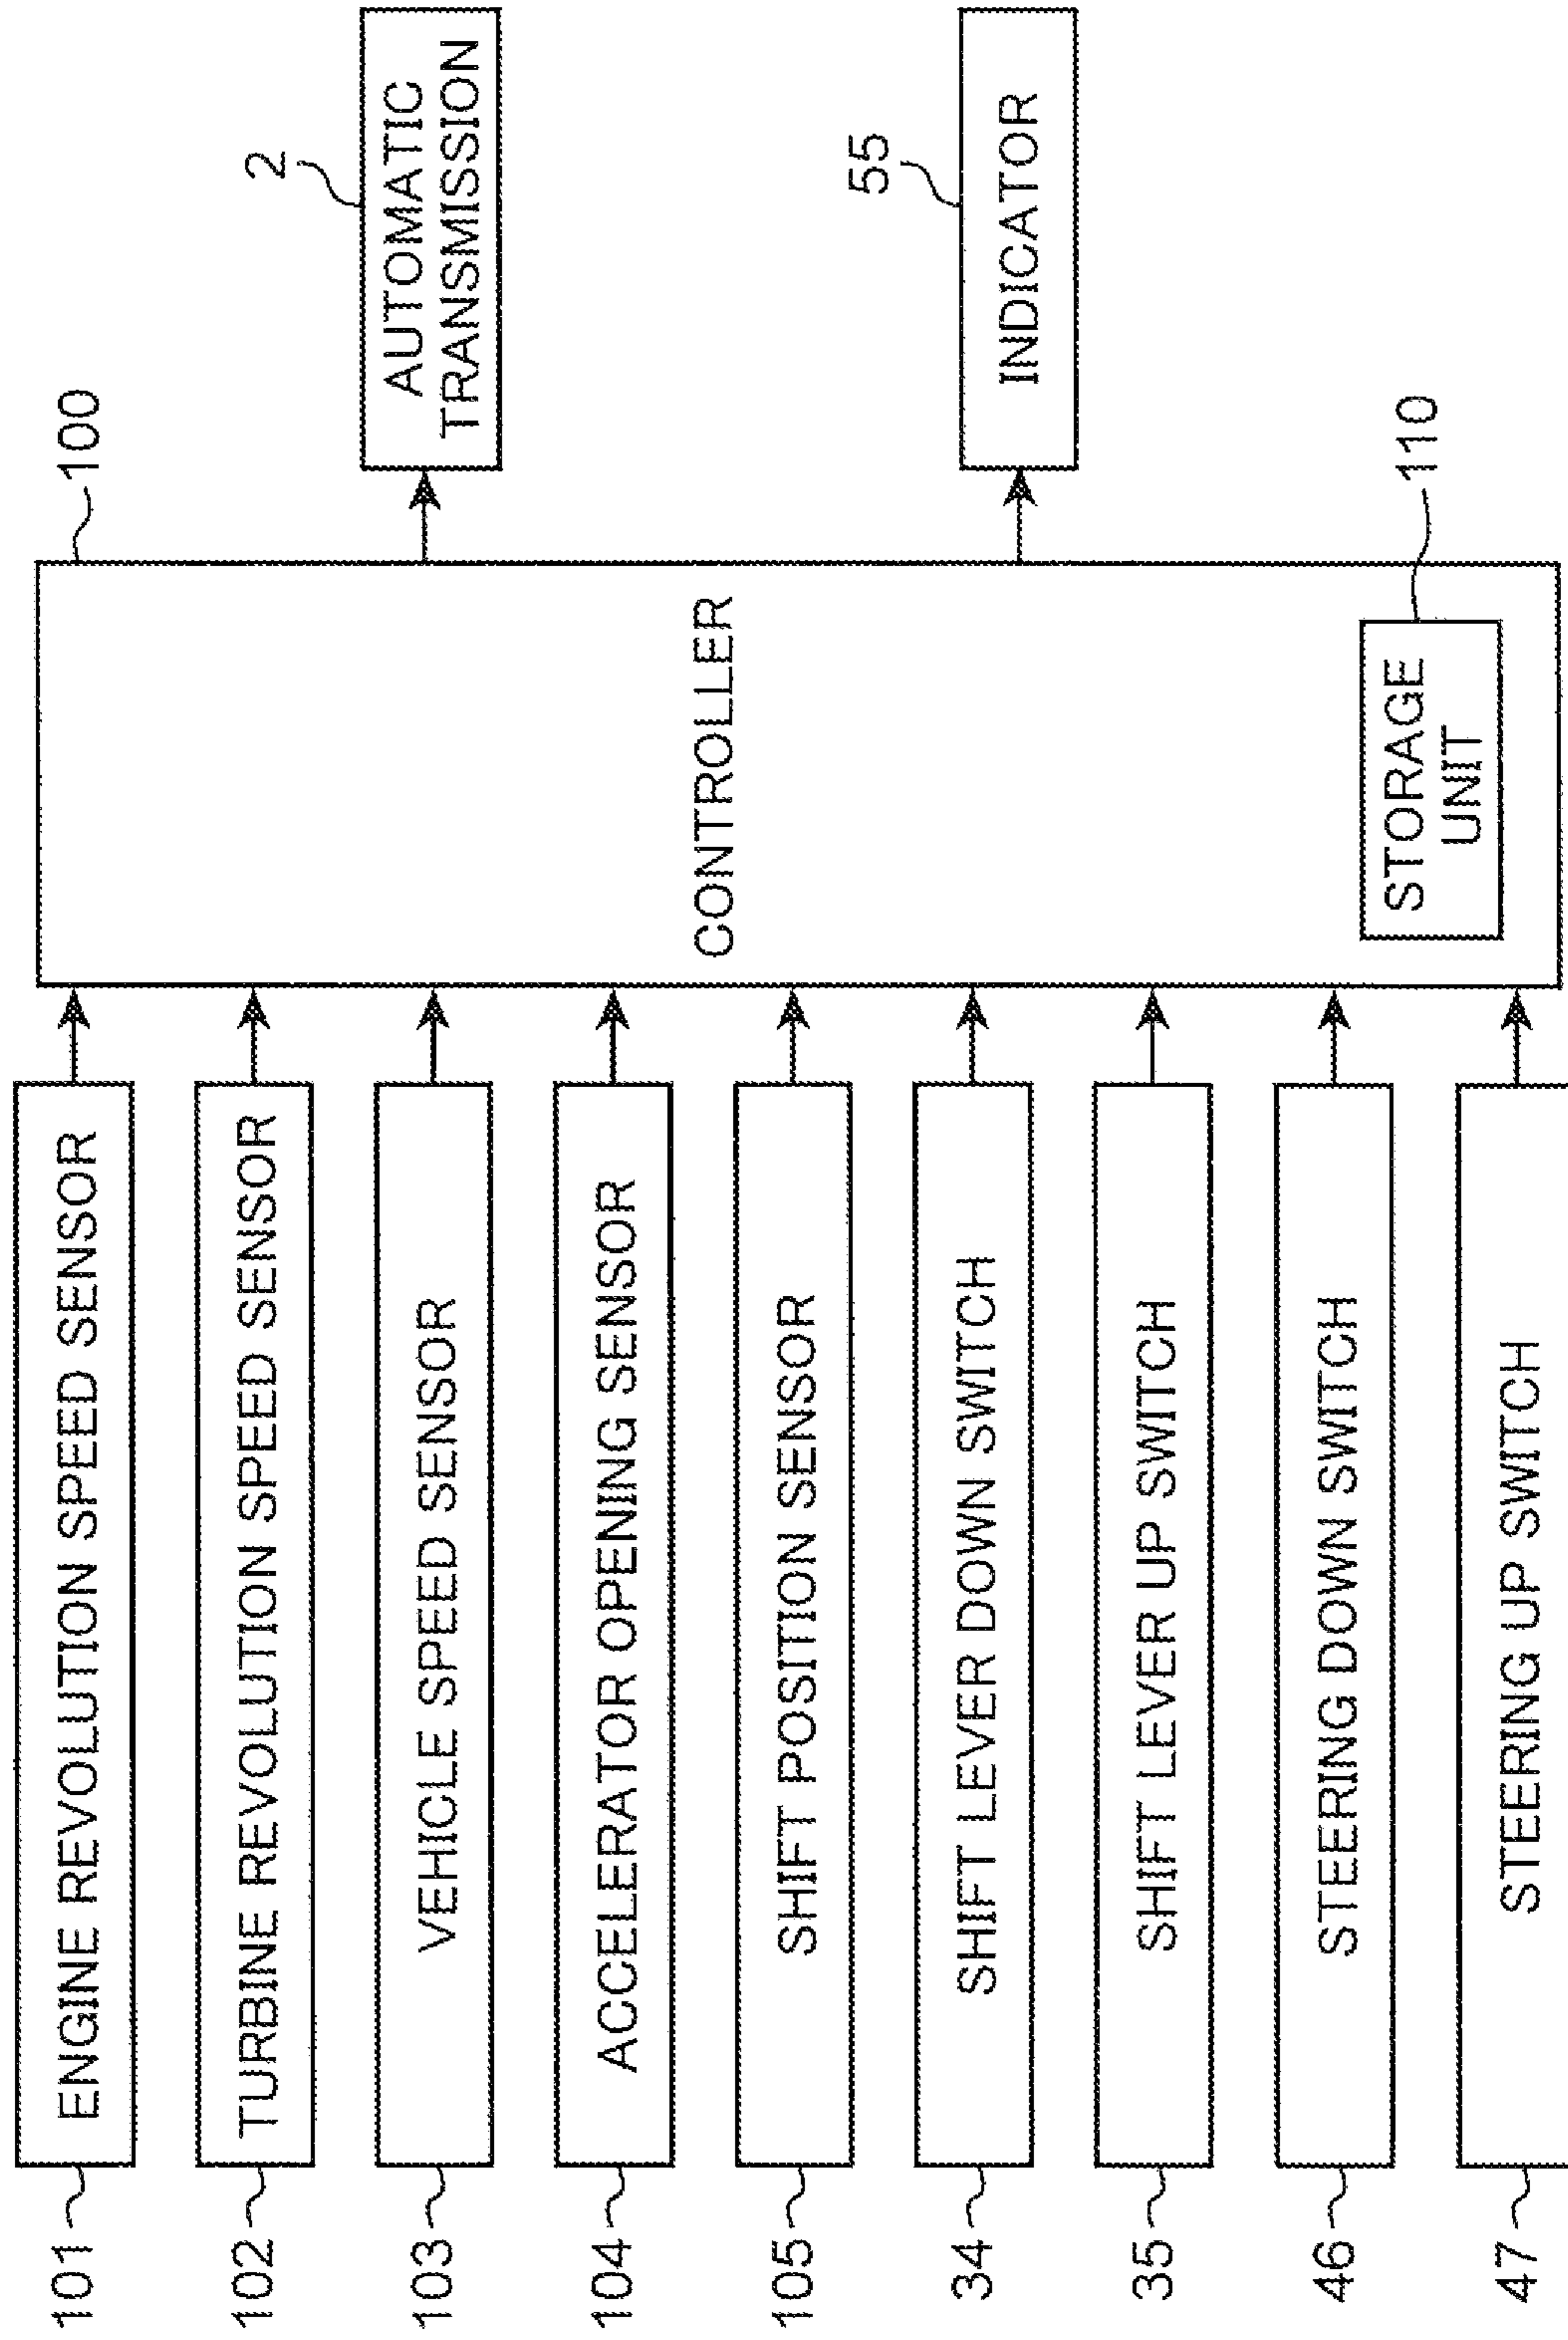 101
ENGINE REVOLUTION SPEED SENSOR
102
TURBINE REVOLUTION SPEED SENSOR
103
VEHICLE SPEED SENSOR
104
ACCELERATOR OPENING SENSOR
105
SHIFT POSITION SENSOR
34
SHIFT LEVER DOWN SWITCH
35
SHIFT LEVER UP SWITCH
46
STEERING DOWN SWITCH
47
STEERING UP SWITCH
100
CONTROLLER
STORAGE
UNIT
110
2
AUTOMATIC
TRANSMISSION
55
INDICATOR